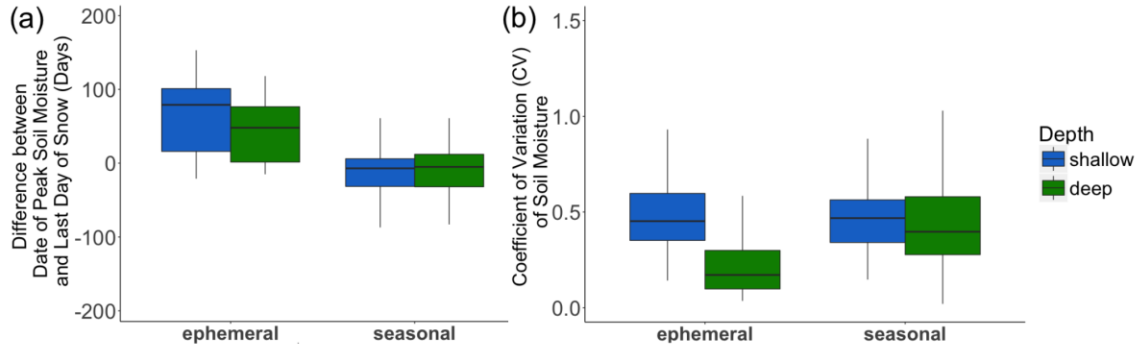 (a)
Difference between
Date of Peak Soil Moisture
and Last Day of Snow (Days)
200
100
0
-100
-200
ephemeral
seasonal
(b)
Coefficient of Variation (CV)
of Soil Moisture
1.5
1.0
0.5
0.0
ephemeral
seasonal
Depth
shallow
deep